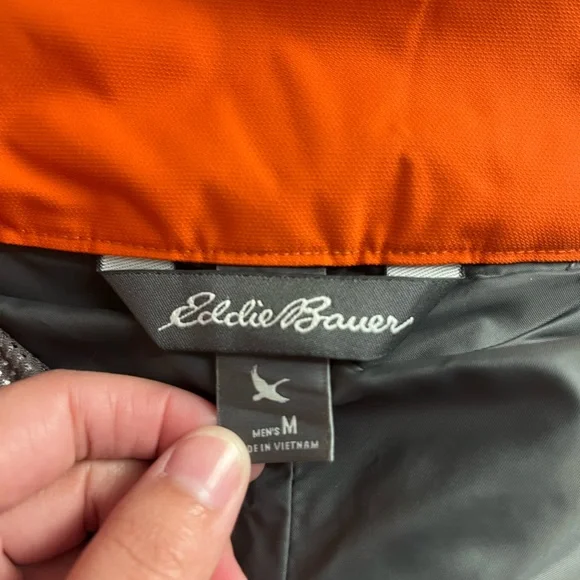 Eddie Bauer
MEN'S M
DE IN VIETNAM